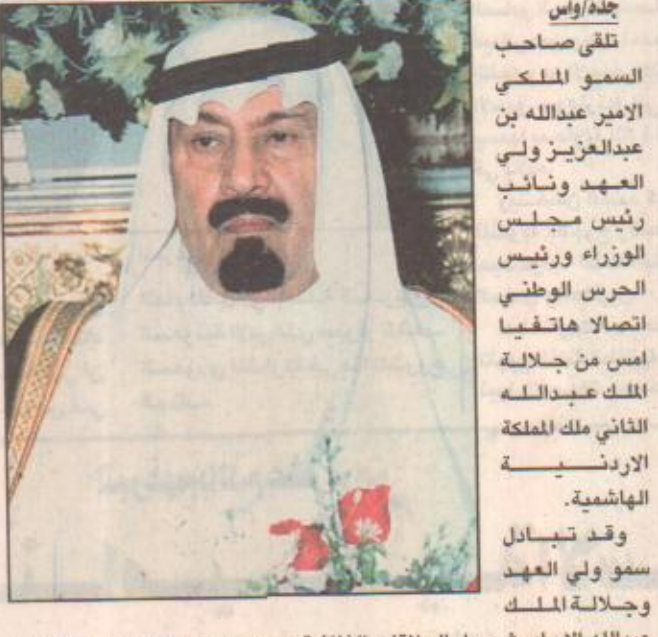 جدة/واس
تلقى صاحب
السمو الملكي
الامير عبدالله بن
عبدالعزيز ولي
العهد ونائب
رئيس مجلس
الوزراء ورئيس
الحرس الوطني
اتصالا هاتفيا
امس من جلالة
الملك عبدالله
الثاني ملك المملكة
الاردنية
الهاشمية.
وقد تبادل
سمو ولي العهد
وجلالة الملك